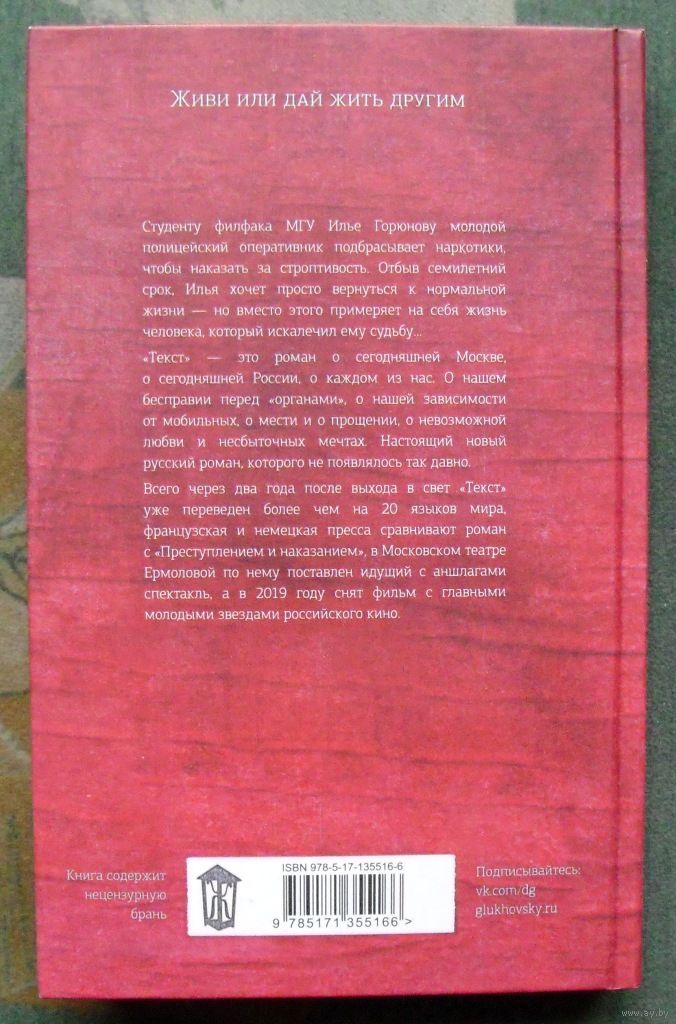 Живи или дай жить другим
Студенту филфака МГУ Илье Горюнову молодой
полицейский оперативник подбрасывает наркотики,
чтобы наказать за строптивость. Отбыв семилетний
срок, Илья хочет просто вернуться к нормальной
жизни — но вместо этого примеряет на себя жизнь
человека, который искалечил ему судьбу...
«Текст» — это роман о сегодняшней Москве,
о сегодняшней России, о каждом из нас. О нашем
бесправии перед «органами», о нашей зависимости
от мобильных, о мести и о прощении, о невозможной
любви и несбыточных мечтах. Настоящий новый
русский роман, которого не появлялось так давно.
Всего через два года после выхода в свет «Текст»
уже переведен более чем на 20 языков мира,
французская и немецкая пресса сравнивают роман
с «Преступлением и наказанием», в Московском театре
Ермоловой по нему поставлен идущий с аншлагами
спектакль, а в 2019 году снят фильм с главными
молодыми звездами российского кино.
Книга содержит
нецензурную
брань
ISBN 978-5-17-135516-6
9 785171 355166 >
Подписывайтесь:
vk.com/dg
glukhovsky.ru
www.ay.by